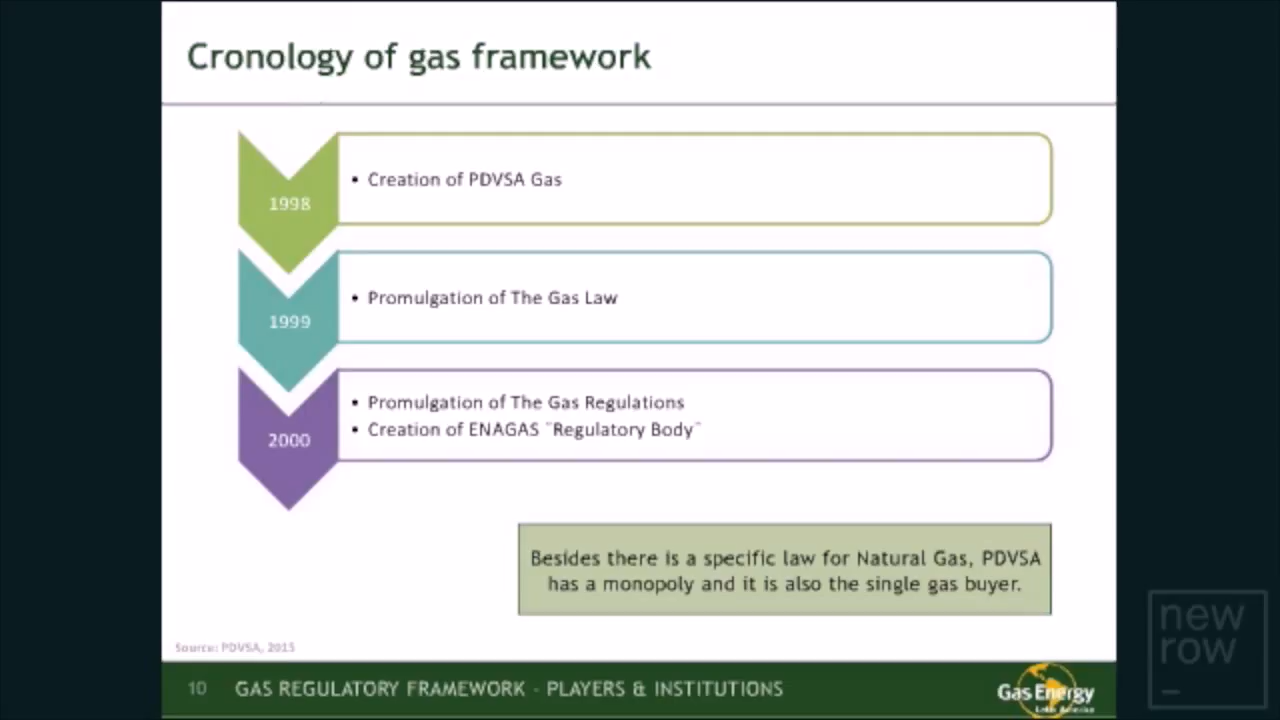 Cronology of gas framework
1998
• Creation of PDVSA Gas
1999
• Promulgation of The Gas Law
2000
• Promulgation of The Gas Regulations
• Creation of ENAGAS ¨Regulatory Body¨
Besides there is a specific law for Natural Gas, PDVSA
has a monopoly and it is also the single gas buyer.
Source: PDVSA, 2015
10 GAS REGULATORY FRAMEWORK - PLAYERS & INSTITUTIONS
Gas Energy
Latin America
new
row